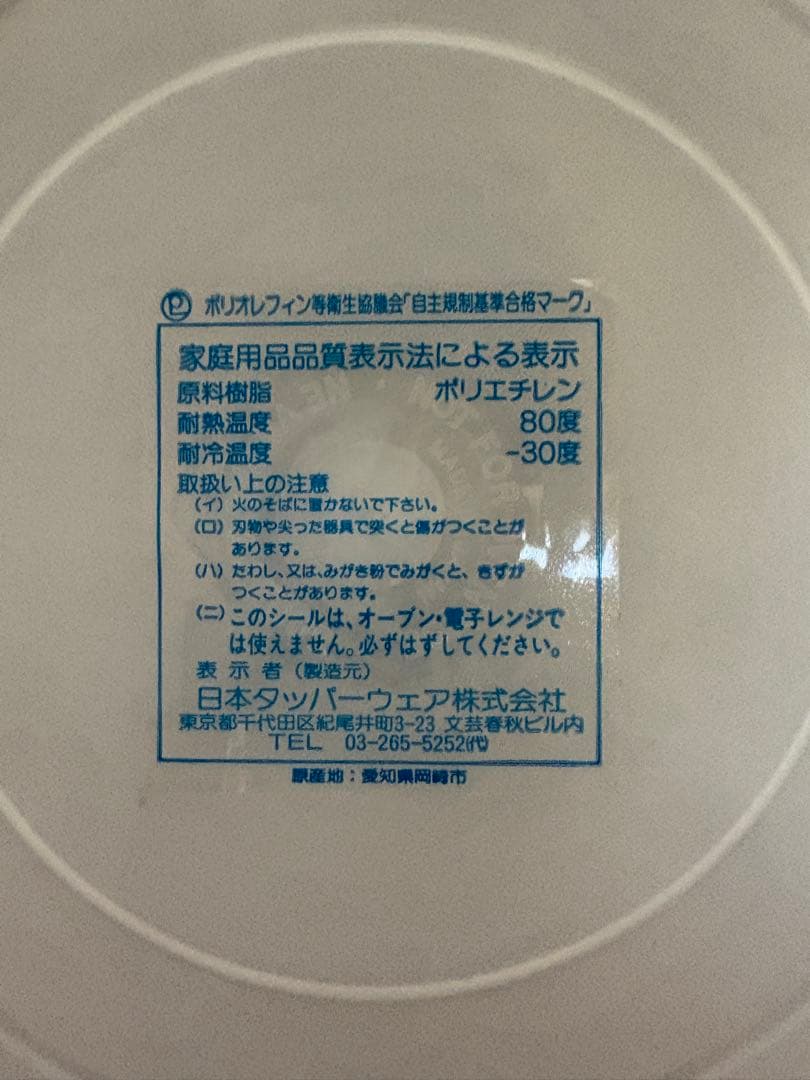 ポリオレフィン等衛生協議会「自主規制基準合格マーク」
家庭用品品質表示法による表示
原料樹脂 ポリエチレン
耐熱温度 80度
耐冷温度 -30度
取扱い上の注意
(イ) 火のそばに置かないで下さい。
(ロ) 刃物や尖った器具で突くと傷がつくことが
あります。
(ハ) たわし、又は、みがき粉でみがくと、きずが
つくことがあります。
(ニ) このシールは、オーブン・電子レンジで
は使えません。必ずはずしてください。
表示者(製造元)
日本タッパーウェア株式会社
東京都千代田区紀尾井町3-23 文芸春秋ビル内
TEL 03-265-5252(代)
原産地:愛知県岡崎市
NOT FOR